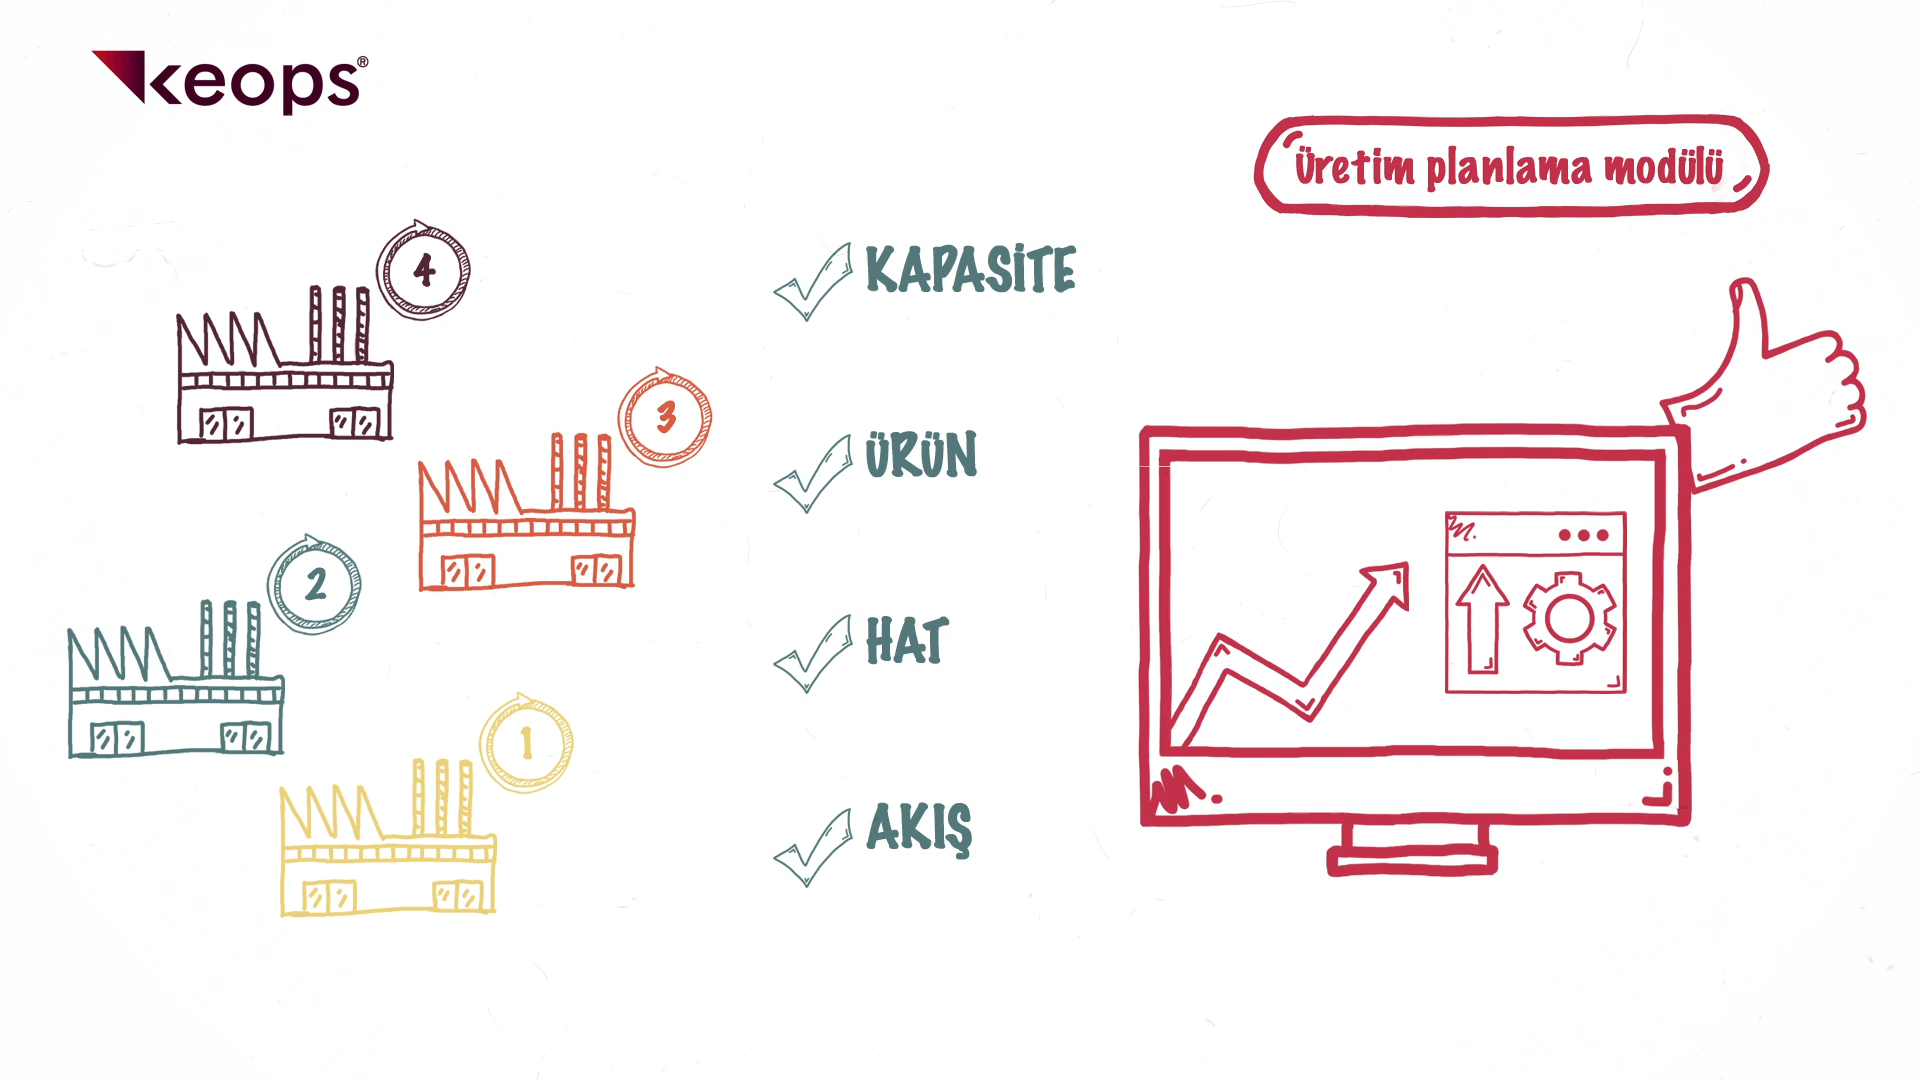 keops®
üretim planlama modülü
4
KAPASİTE
3
ÜRÜN
2
HAT
1
AKIŞ